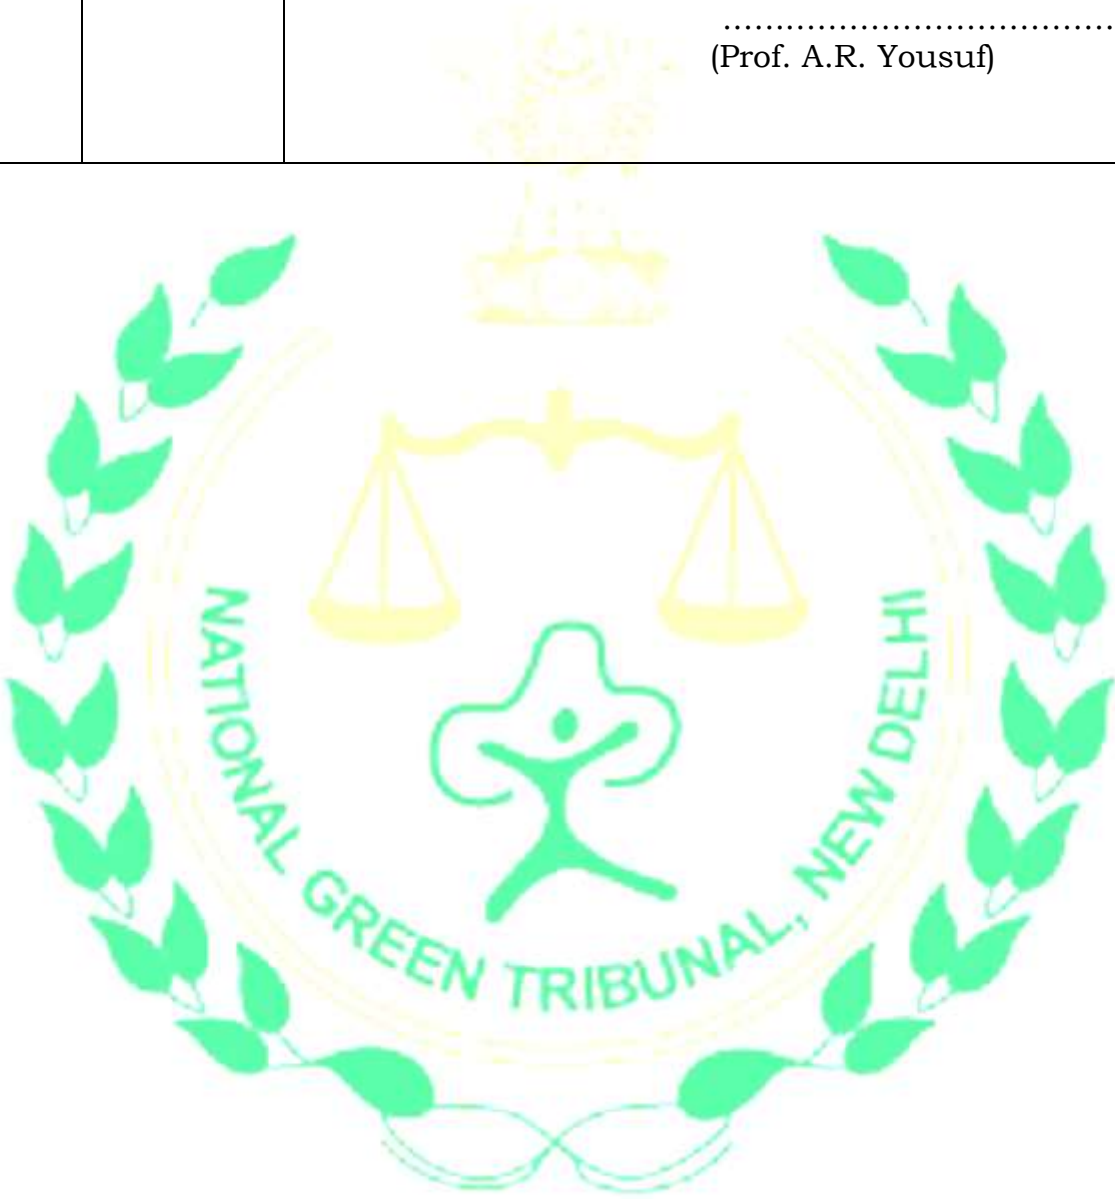 ....................................
(Prof. A.R. Yousuf)
NATIONAL GREEN TRIBUNAL, NEW DELHI